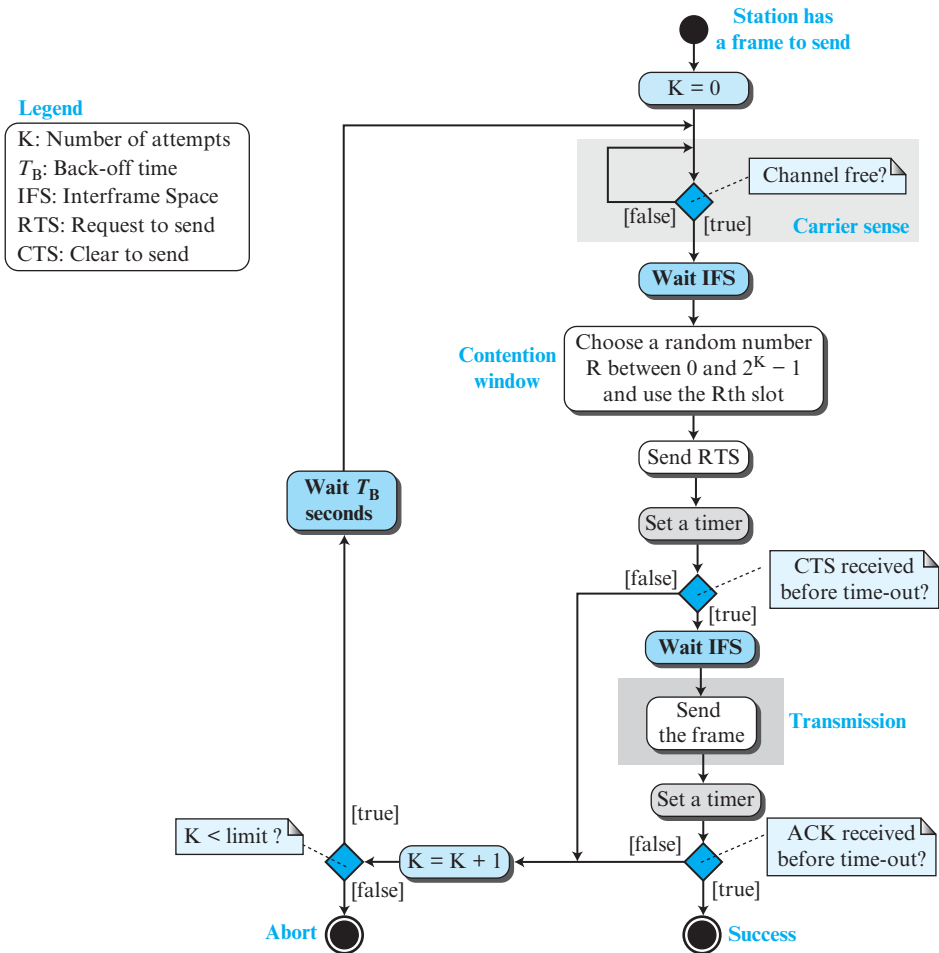 Station has
a frame to send
K = 0
Legend
K: Number of attempts
T_B: Back-off time
IFS: Interframe Space
RTS: Request to send
CTS: Clear to send
Channel free?
[false]
[true]
Carrier sense
Wait IFS
Contention
window
Choose a random number
R between 0 and 2^K − 1
and use the Rth slot
Send RTS
Wait T_B
seconds
Set a timer
CTS received
before time-out?
[false]
[true]
Wait IFS
Send
the frame
Transmission
Set a timer
[true]
K < limit ?
K = K + 1
[false]
ACK received
before time-out?
[false]
[true]
Abort
Success